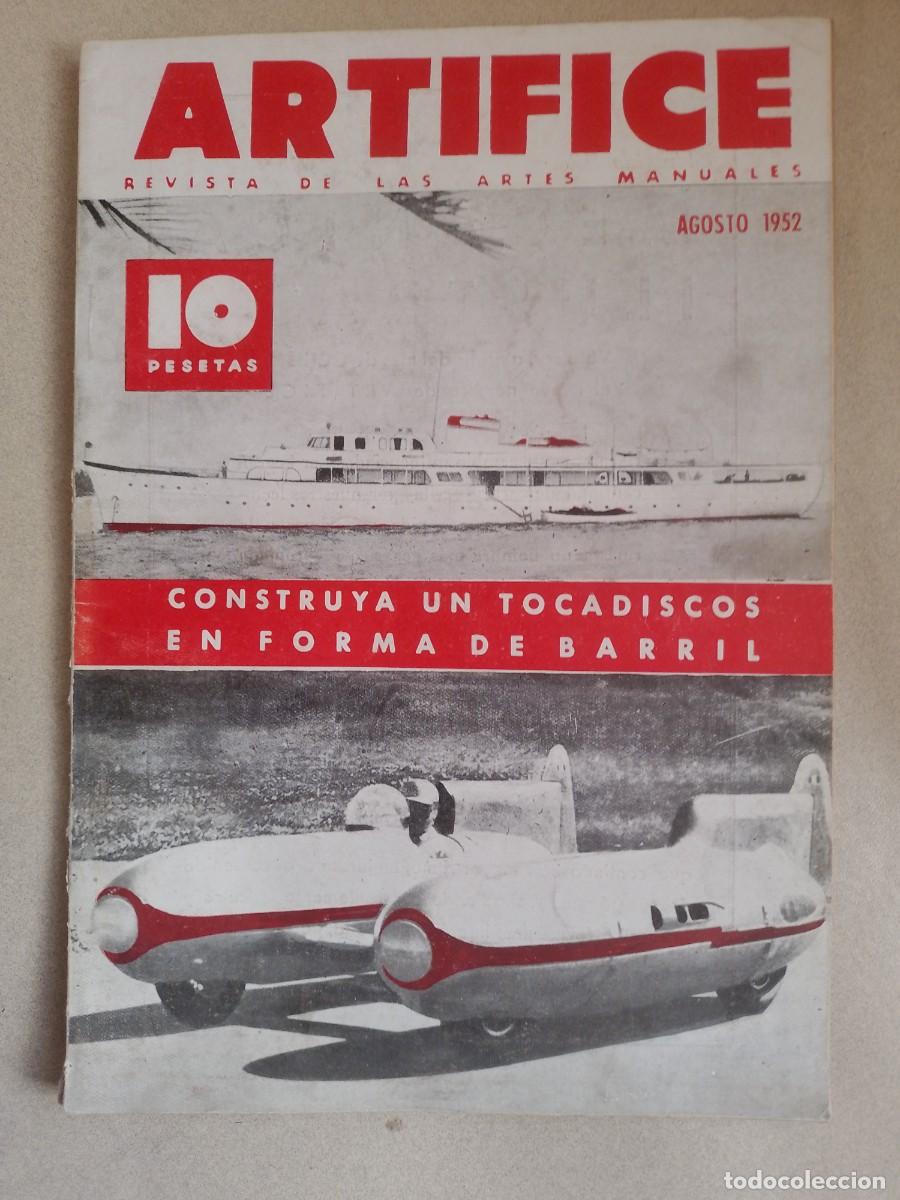 ARTIFICE
REVISTA DE LAS ARTES MANUALES
AGOSTO 1952
10
PESETAS
CONSTRUYA UN TOCADISCOS
EN FORMA DE BARRIL
todocoleccion